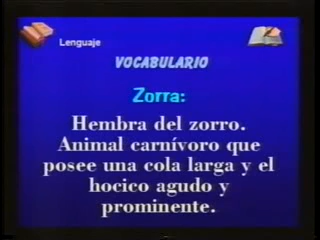 Lenguaje
VOCABULARIO
Zorra:
Hembra del zorro.
Animal carnívoro que
posee una cola larga y el
hocico agudo y
prominente.